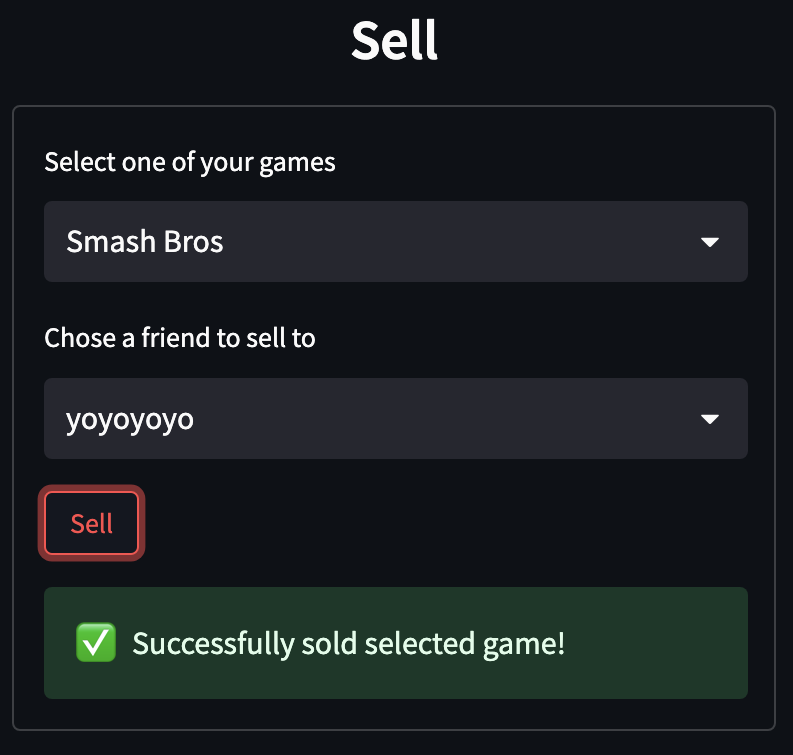 Sell
Select one of your games
Smash Bros
Chose a friend to sell to
yoyoyoyo
Sell
✅ Successfully sold selected game!